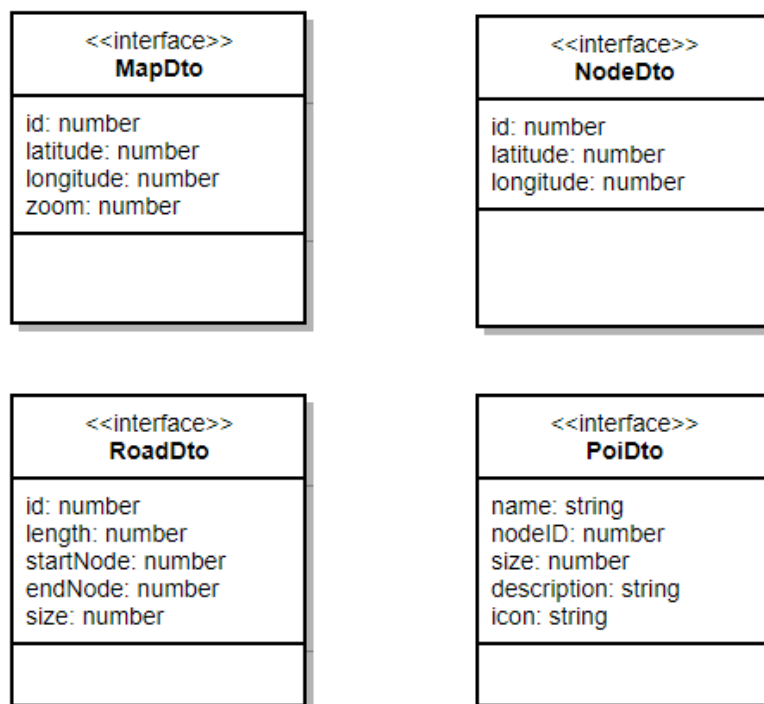 <<interface>>
MapDto
id: number
latitude: number
longitude: number
zoom: number
<<interface>>
NodeDto
id: number
latitude: number
longitude: number
<<interface>>
RoadDto
id: number
length: number
startNode: number
endNode: number
size: number
<<interface>>
PoiDto
name: string
nodeID: number
size: number
description: string
icon: string